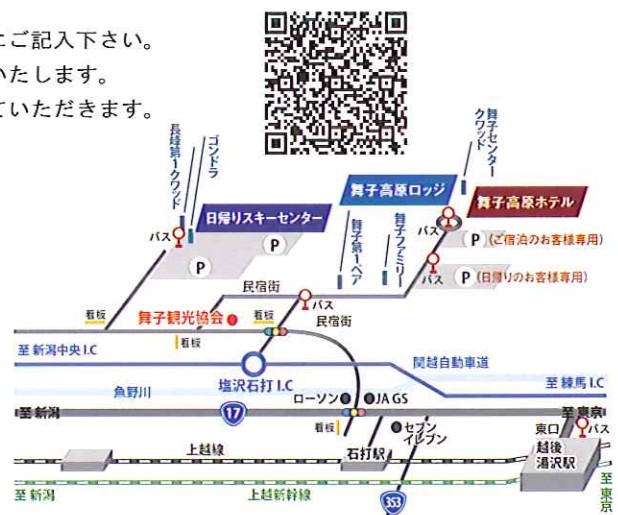 にご記入下さい。
いたします。
ていただきます。
舞子センター
クワッド
長峰第1クワッド
ゴンドラ
舞子高原ロッジ
舞子高原ホテル
日帰りスキーセンター
バス
P
P
舞子第1ペア
舞子ファミリー
バス
P (ご宿泊のお客様専用)
バス
P (日帰りのお客様専用)
民宿街
バス
看板
舞子観光協会
看板
民宿街
看板
至 新潟中央 I.C
関越自動車道
塩沢石打 I.C
至 練馬 I.C
魚野川
ローソン
JA GS
至 新潟
17
至 東京
看板
セブン
イレブン
東口
バス
上越線
石打駅
越後
湯沢駅
至 新潟
上越新幹線
353
至 東京